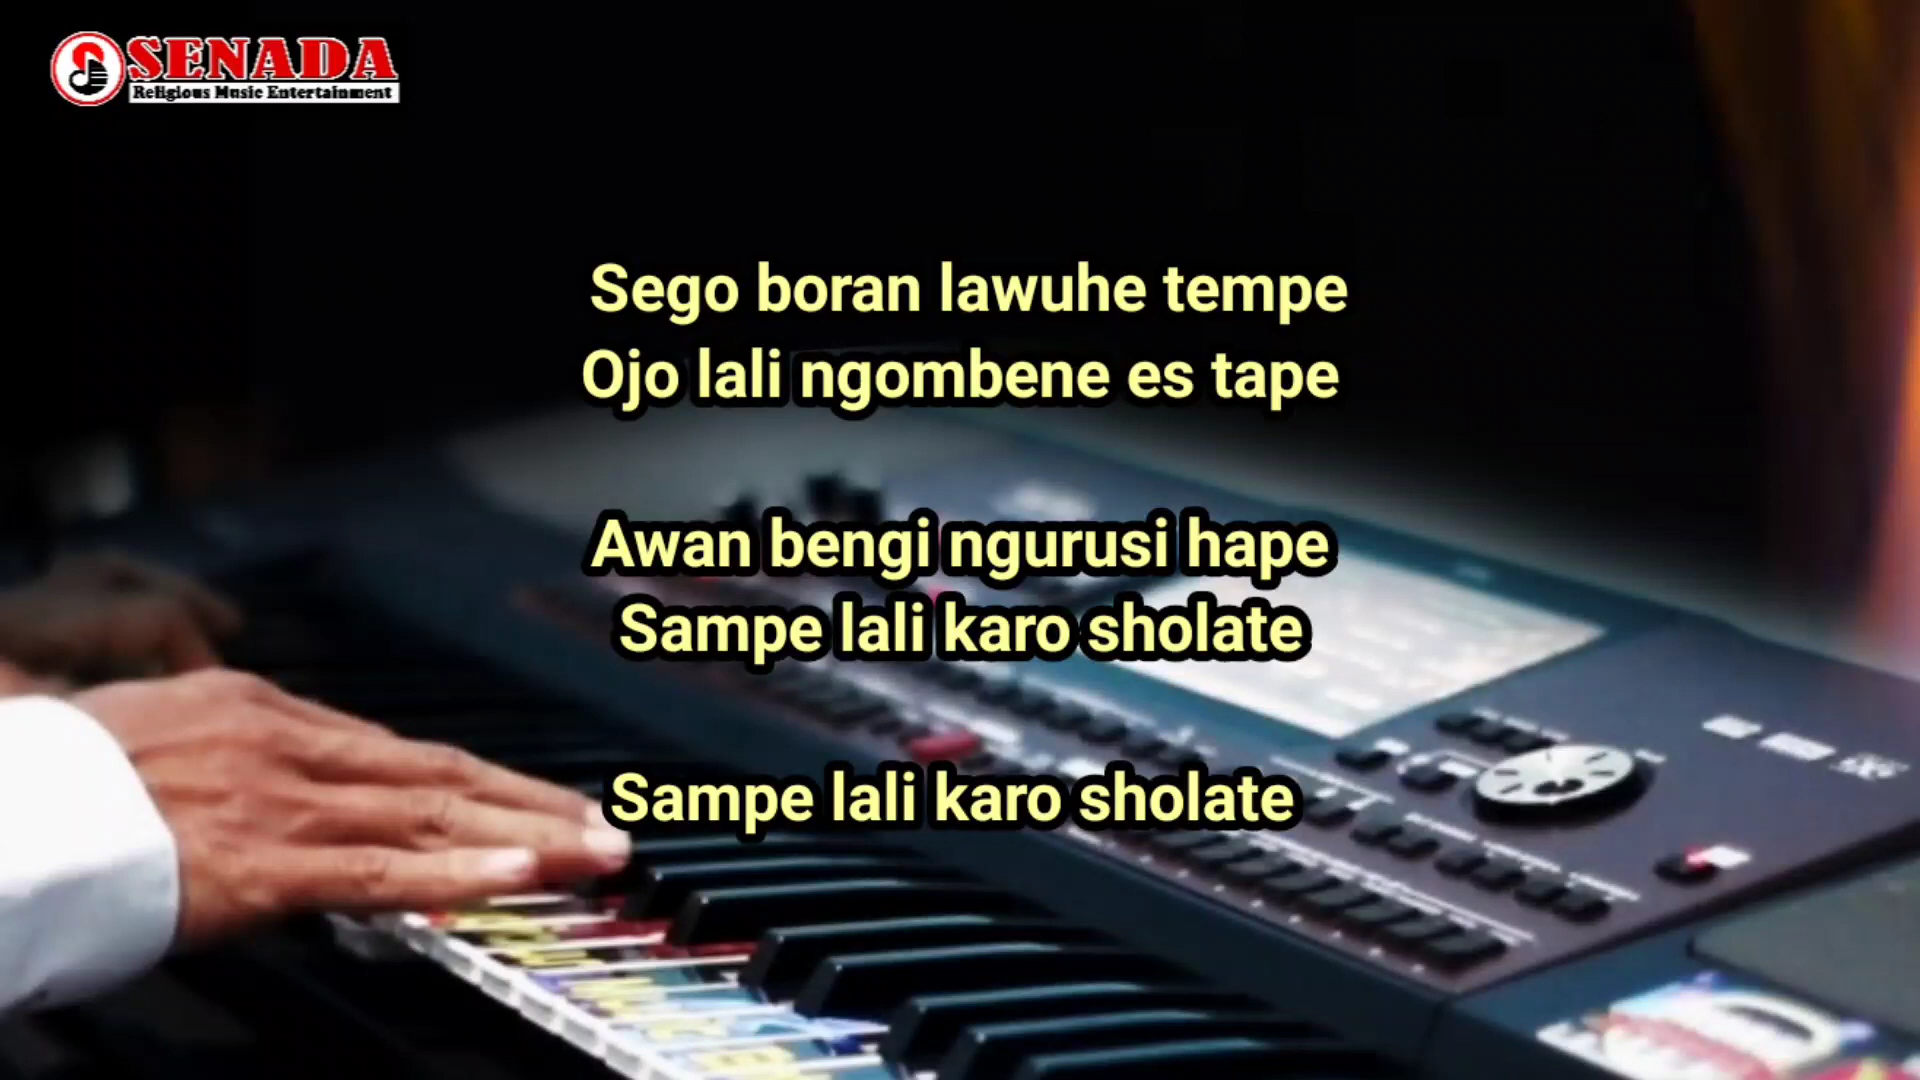 SENADA
Religious Music Entertainment
Sego boran lawuhe tempe
Ojo lali ngombene es tape
Awan bengi ngurusi hape
Sampe lali karo sholate
Sampe lali karo sholate